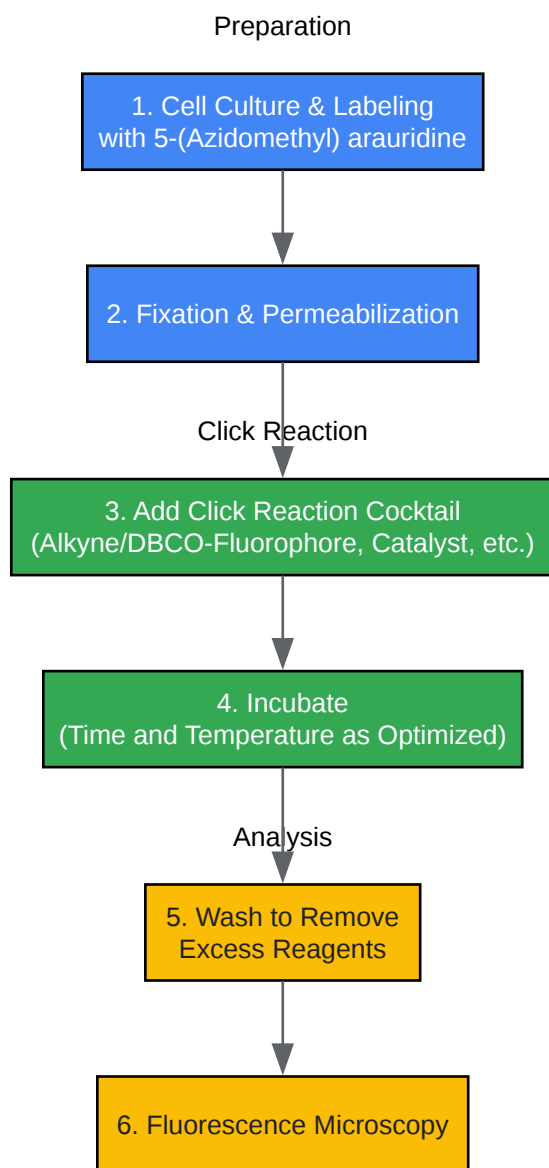 Preparation
1. Cell Culture & Labeling
with 5-(Azidomethyl) arauridine
2. Fixation & Permeabilization
Click Reaction
3. Add Click Reaction Cocktail
(Alkyne/DBCO-Fluorophore, Catalyst, etc.)
4. Incubate
(Time and Temperature as Optimized)
Analysis
5. Wash to Remove
Excess Reagents
6. Fluorescence Microscopy